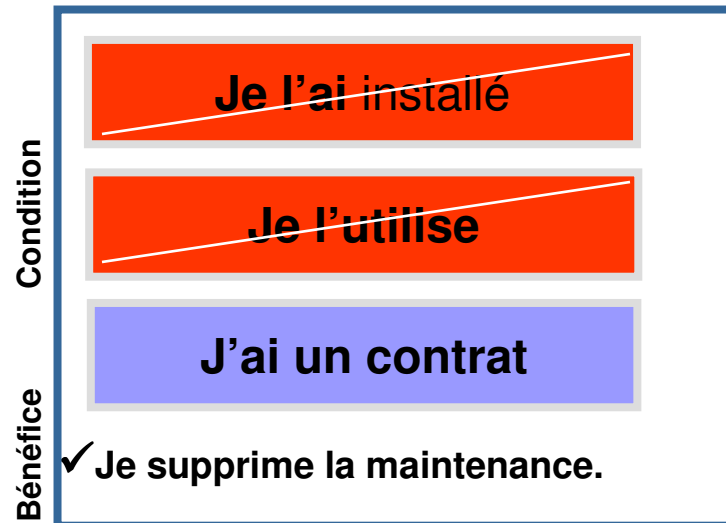 Condition
Je l’ai installé
Je l’utilise
J’ai un contrat
Bénéfice
✓Je supprime la maintenance.